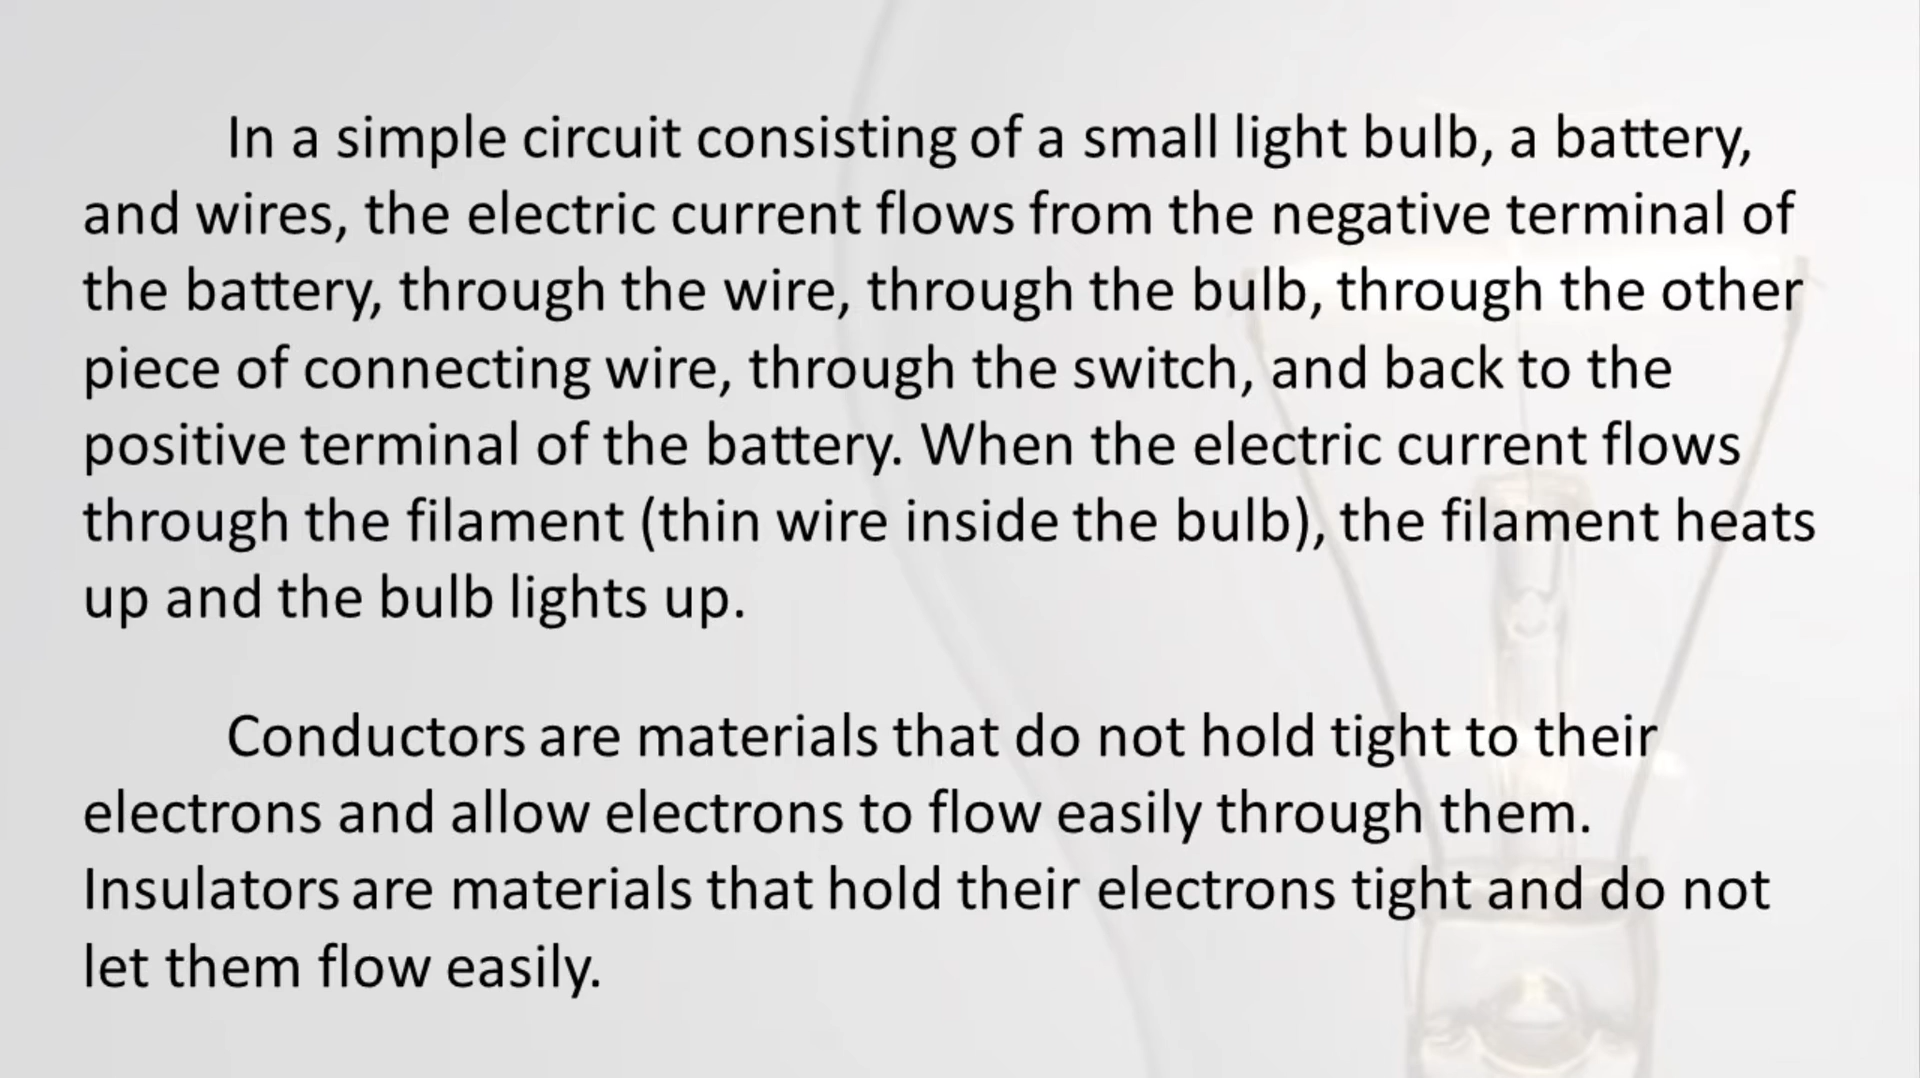 In a simple circuit consisting of a small light bulb, a battery,
and wires, the electric current flows from the negative terminal of
the battery, through the wire, through the bulb, through the other
piece of connecting wire, through the switch, and back to the
positive terminal of the battery. When the electric current flows
through the filament (thin wire inside the bulb), the filament heats
up and the bulb lights up.
Conductors are materials that do not hold tight to their
electrons and allow electrons to flow easily through them.
Insulators are materials that hold their electrons tight and do not
let them flow easily.